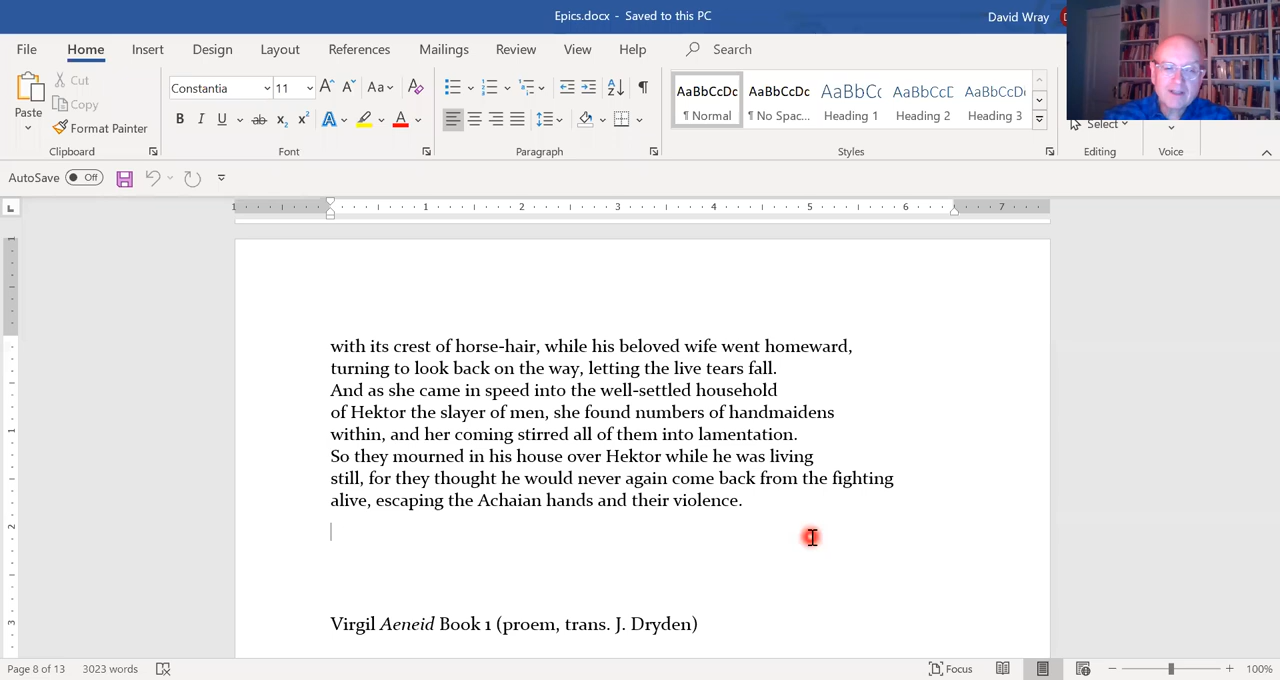 Epics.docx - Saved to this PC
David Wray
File Home Insert Design Layout References Mailings Review View Help Search
Paste
Cut
Copy
Format Painter
Clipboard
Constantia 11
Font
Paragraph
AaBbCcDc AaBbCcDc AaBbCc AaBbCcD AaBbCcD
¶ Normal ¶ No Spac... Heading 1 Heading 2 Heading 3
Styles
Select
Editing
Voice
AutoSave Off
1 1 2 3 4 5 6 7
with its crest of horse-hair, while his beloved wife went homeward,
turning to look back on the way, letting the live tears fall.
And as she came in speed into the well-settled household
of Hektor the slayer of men, she found numbers of handmaidens
within, and her coming stirred all of them into lamentation.
So they mourned in his house over Hektor while he was living
still, for they thought he would never again come back from the fighting
alive, escaping the Achaian hands and their violence.
Virgil Aeneid Book 1 (proem, trans. J. Dryden)
Page 8 of 13 3023 words Focus 100%